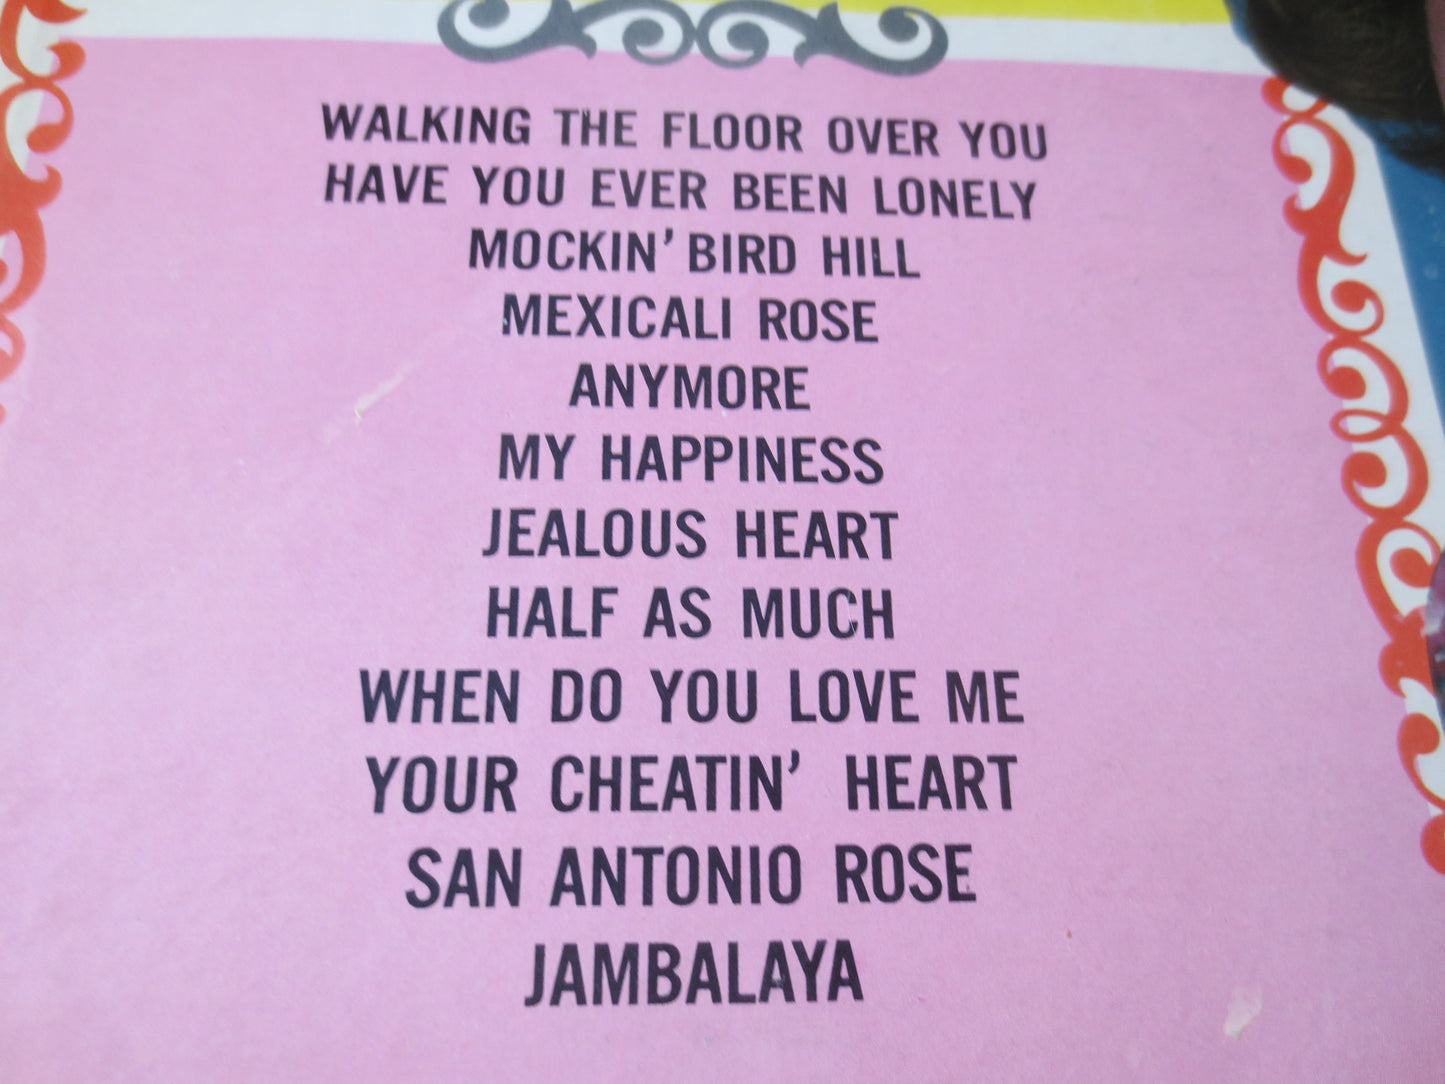 WALKING THE FLOOR OVER YOU
HAVE YOU EVER BEEN LONELY
MOCKIN' BIRD HILL
MEXICALI ROSE
ANYMORE
MY HAPPINESS
JEALOUS HEART
HALF AS MUCH
WHEN DO YOU LOVE ME
YOUR CHEATIN' HEART
SAN ANTONIO ROSE
JAMBALAYA